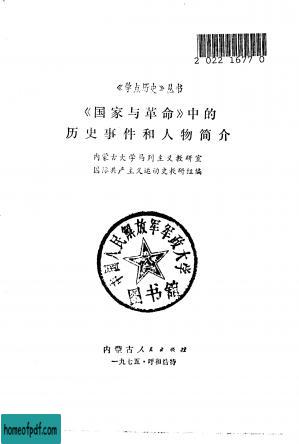 2 022 1677 0
《学点历史》丛书
《国家与革命》中的
历史事件和人物简介
内蒙古大学马列主义教研室
国际共产主义运动史教研组编
中国人民解放军军政大学
图书馆
内蒙古人民出版社
一九七五·呼和浩特
homeofpdf.com